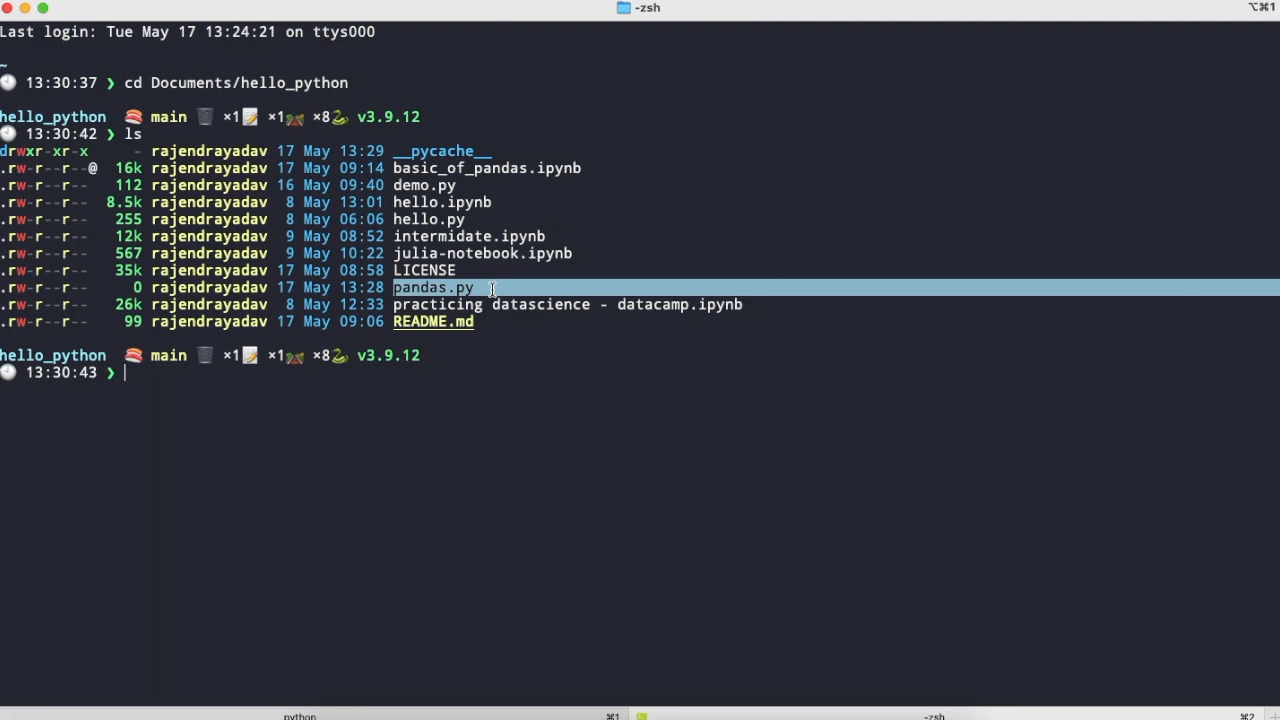 -zsh
⌥⌘1
Last login: Tue May 17 13:24:21 on ttys000
~
13:30:37 ❯ cd Documents/hello_python
hello_python 🍣 main 🗑️ ×1📝 ×1🛤️ ×8🐍 v3.9.12
13:30:42 ❯ ls
drwxr-xr-x - rajendrayadav 17 May 13:29 __pycache__
.rw-r--r--@ 16k rajendrayadav 17 May 09:14 basic_of_pandas.ipynb
.rw-r--r-- 112 rajendrayadav 16 May 09:40 demo.py
.rw-r--r-- 8.5k rajendrayadav 8 May 13:01 hello.ipynb
.rw-r--r-- 255 rajendrayadav 8 May 06:06 hello.py
.rw-r--r-- 12k rajendrayadav 9 May 08:52 intermidate.ipynb
.rw-r--r-- 567 rajendrayadav 9 May 10:22 julia-notebook.ipynb
.rw-r--r-- 35k rajendrayadav 17 May 08:58 LICENSE
.rw-r--r-- 0 rajendrayadav 17 May 13:28 pandas.py
.rw-r--r-- 26k rajendrayadav 8 May 12:33 practicing datascience - datacamp.ipynb
.rw-r--r-- 99 rajendrayadav 17 May 09:06 README.md
hello_python 🍣 main 🗑️ ×1📝 ×1🛤️ ×8🐍 v3.9.12
13:30:43 ❯
python ⌘1 -zsh ⌘2